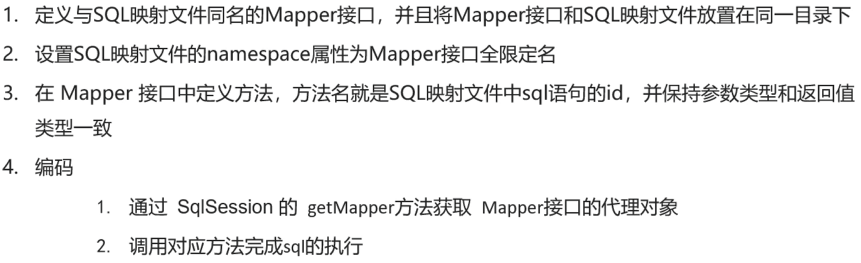 1. 定义与SQL映射文件同名的Mapper接口，并且将Mapper接口和SQL映射文件放置在同一目录下
2. 设置SQL映射文件的namespace属性为Mapper接口全限定名
3. 在 Mapper 接口中定义方法，方法名就是SQL映射文件中sql语句的id，并保持参数类型和返回值
类型一致
4. 编码
1. 通过 SqlSession 的 getMapper方法获取 Mapper接口的代理对象
2. 调用对应方法完成sql的执行